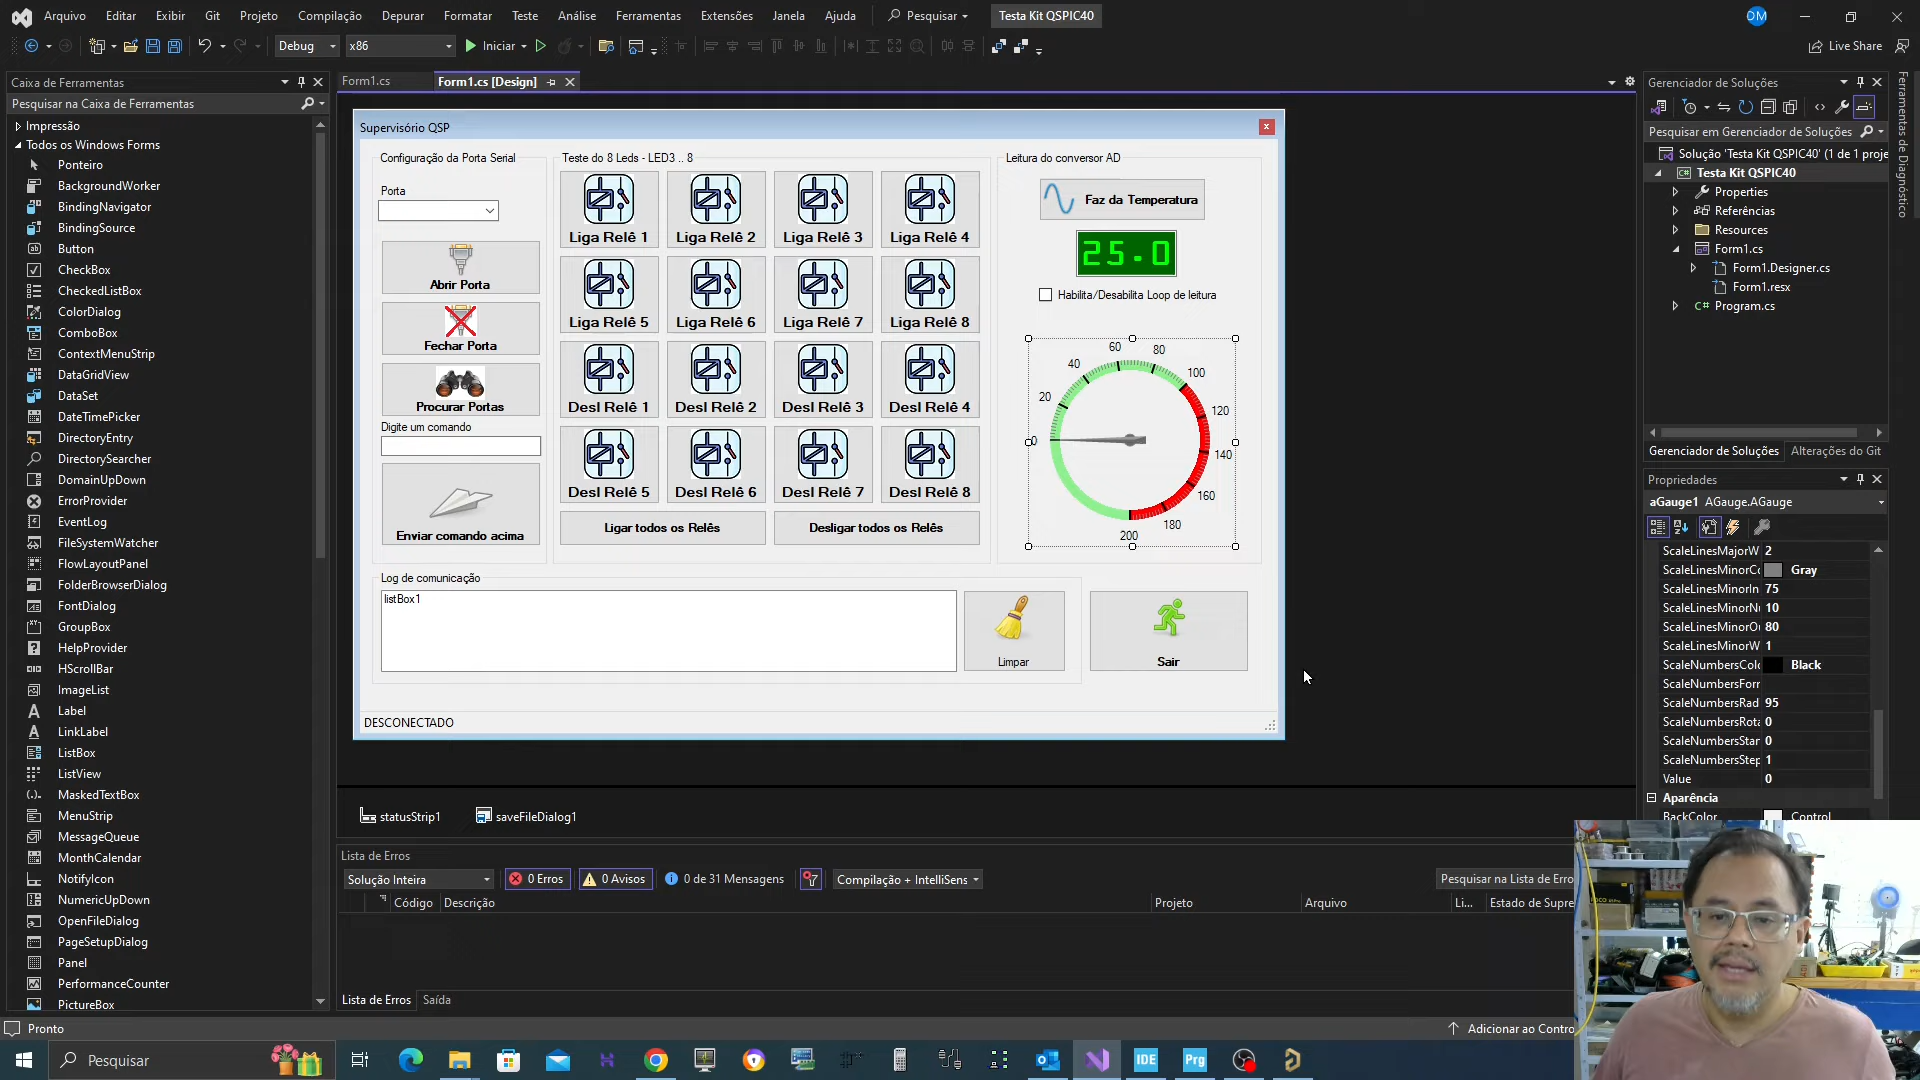 Arquivo Editar Exibir Git Projeto Compilação Depurar Formatar Teste Análise Ferramentas Extensões Janela Ajuda Pesquisar Testa Kit QSPIC40 OM
Debug x86 Iniciar Live Share
Caixa de Ferramentas
Pesquisar na Caixa de Ferramentas
Impressão
Todos os Windows Forms
Ponteiro
BackgroundWorker
BindingNavigator
BindingSource
Button
CheckBox
CheckedListBox
ColorDialog
ComboBox
ContextMenuStrip
DataGridView
DataSet
DateTimePicker
DirectoryEntry
DirectorySearcher
DomainUpDown
ErrorProvider
EventLog
FileSystemWatcher
FlowLayoutPanel
FolderBrowserDialog
FontDialog
GroupBox
HelpProvider
HScrollBar
ImageList
Label
LinkLabel
ListBox
ListView
MaskedTextBox
MenuStrip
MessageQueue
MonthCalendar
NotifyIcon
NumericUpDown
OpenFileDialog
PageSetupDialog
Panel
PerformanceCounter
PictureBox
Form1.cs Form1.cs [Design]
Supervisório QSP
Configuração da Porta Serial
Porta
Abrir Porta
Fechar Porta
Procurar Portas
Digite um comando
Enviar comando acima
Teste do 8 Leds - LED3 .. 8
Liga Relê 1 Liga Relê 2 Liga Relê 3 Liga Relê 4
Liga Relê 5 Liga Relê 6 Liga Relê 7 Liga Relê 8
Desl Relê 1 Desl Relê 2 Desl Relê 3 Desl Relê 4
Desl Relê 5 Desl Relê 6 Desl Relê 7 Desl Relê 8
Ligar todos os Relês Desligar todos os Relês
Leitura do conversor AD
Faz da Temperatura
25.0
Habilita/Desabilita Loop de leitura
0 20 40 60 80 100 120 140 160 180 200
Log de comunicação
listBox1
Limpar
Sair
DESCONECTADO
statusStrip1 saveFileDialog1
Lista de Erros
Solução Inteira 0 Erros 0 Avisos 0 de 31 Mensagens Compilação + IntelliSens Pesquisar na Lista de Erro
Código Descrição Projeto Arquivo Li... Estado de Supre
Lista de Erros Saída
Gerenciador de Soluções
Pesquisar em Gerenciador de Soluções
Solução 'Testa Kit QSPIC40' (1 de 1 proje
Testa Kit QSPIC40
Properties
Referências
Resources
Form1.cs
Form1.Designer.cs
Form1.resx
Program.cs
Gerenciador de Soluções Alterações do Git
Ferramentas de Diagnóstico
Propriedades
aGauge1 AGauge.AGauge
ScaleLinesMajorW 2
ScaleLinesMinorCo Gray
ScaleLinesMinorIn 75
ScaleLinesMinorNu 10
ScaleLinesMinorOu 80
ScaleLinesMinorW 1
ScaleNumbersColo Black
ScaleNumbersForr
ScaleNumbersRad 95
ScaleNumbersRota 0
ScaleNumbersStar 0
ScaleNumbersStep 1
Value 0
Aparência
BackColor Control
Pronto Adicionar ao Contro
Pesquisar IDE Prg